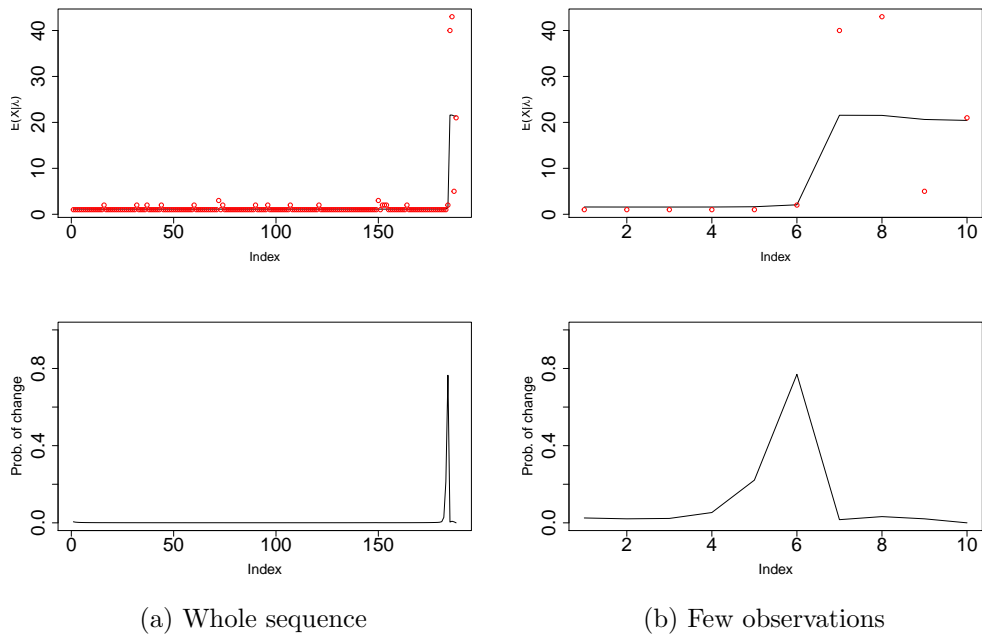 E(X|λ)
40
30
20
10
0
0 50 100 150
Index
E(X|λ)
40
30
20
10
0
2 4 6 8 10
Index
Prob. of change
0.8
0.4
0.0
0 50 100 150
Index
Prob. of change
0.8
0.4
0.0
2 4 6 8 10
Index
(a) Whole sequence
(b) Few observations